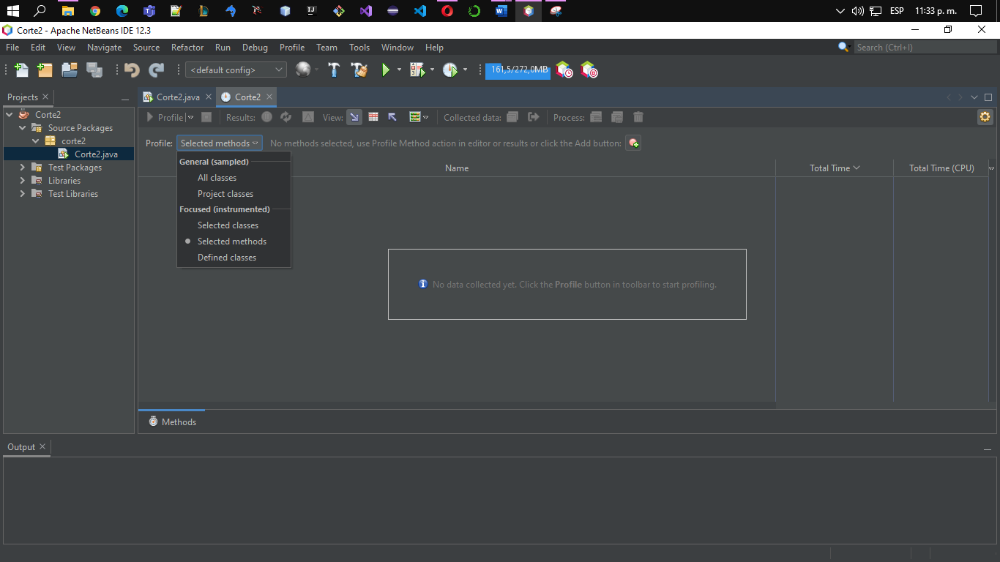 ESP 11:33 p. m.
Corte2 - Apache NetBeans IDE 12.3
File Edit View Navigate Source Refactor Run Debug Profile Team Tools Window Help Search (Ctrl+I)
<default config> 161,5/272,0MB
Projects Corte2.java Corte2
Corte2
Source Packages
corte2
Corte2.java
Test Packages
Libraries
Test Libraries
Profile Results: View: Collected data: Process:
Profile: Selected methods No methods selected, use Profile Method action in editor or results or click the Add button:
General (sampled)
All classes
Project classes
Focused (instrumented)
Selected classes
Selected methods
Defined classes
Name Total Time Total Time (CPU)
No data collected yet. Click the Profile button in toolbar to start profiling.
Methods
Output